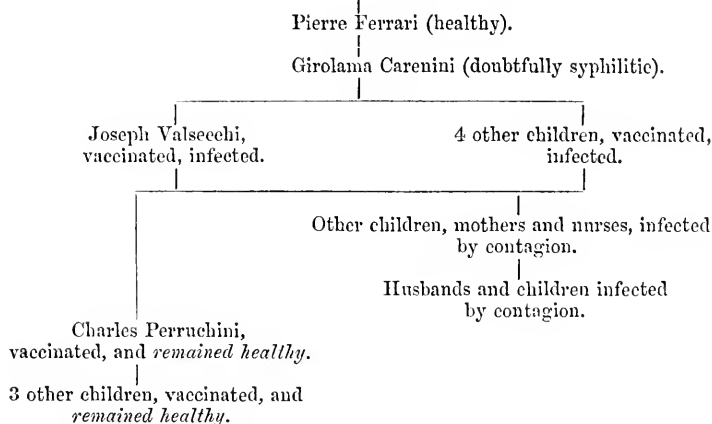 Pierre Ferrari (healthy).
Girolama Carenini (doubtfully syphilitic).
Joseph Valsecchi,
vaccinated, infected.
4 other children, vaccinated,
infected.
Other children, mothers and nurses, infected
by contagion.
Husbands and children infected
by contagion.
Charles Perruchini,
vaccinated, and remained healthy.
3 other children, vaccinated, and
remained healthy.